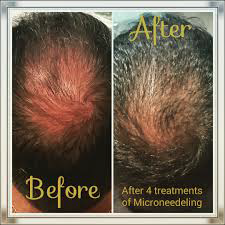 After
Before
After 4 treatments
of Microneedeling